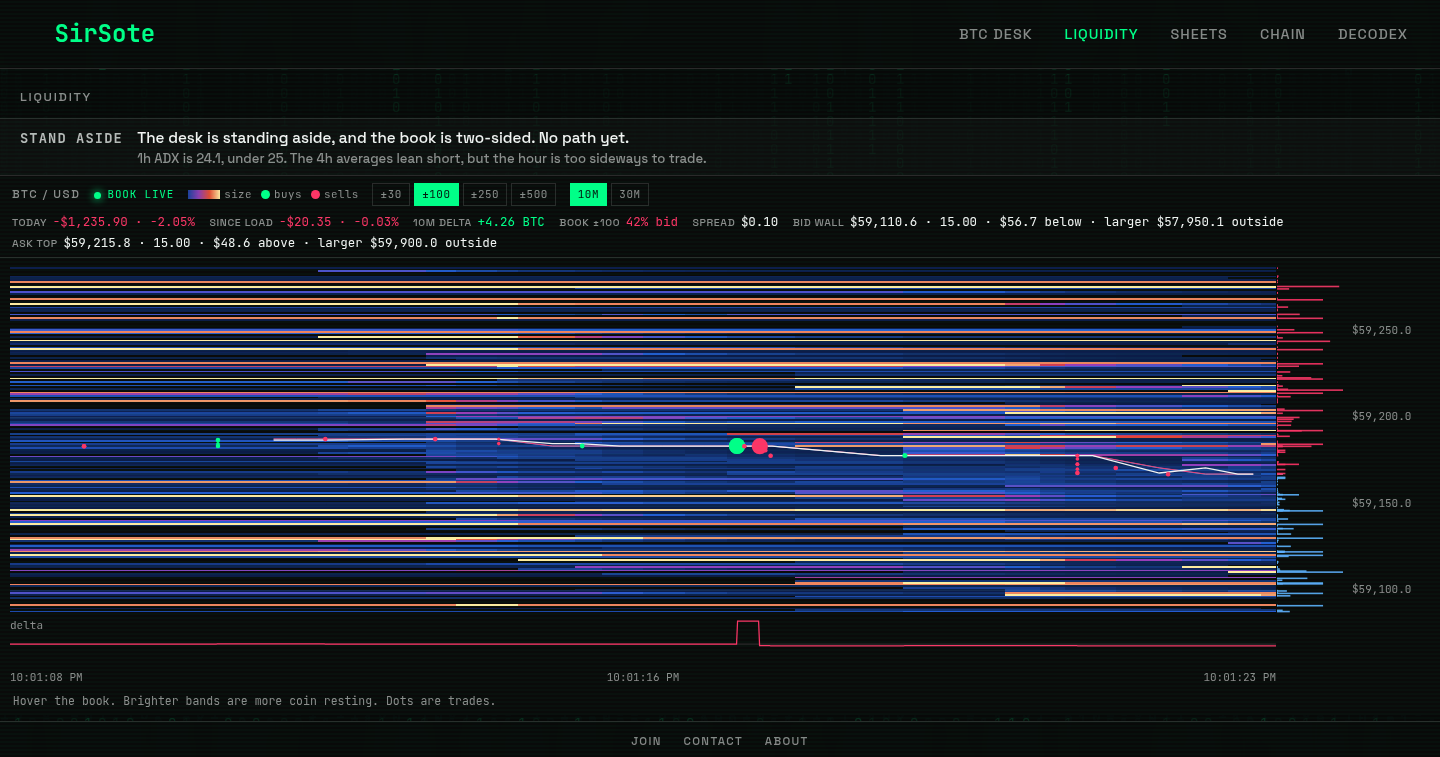 SirSote
BTC DESK LIQUIDITY SHEETS CHAIN DECODEX
LIQUIDITY
STAND ASIDE The desk is standing aside, and the book is two-sided. No path yet.
1h ADX is 24.1, under 25. The 4h averages lean short, but the hour is too sideways to trade.
BTC / USD BOOK LIVE size buys sells ±30 ±100 ±250 ±500 10M 30M
TODAY -$1,235.90 · -2.05% SINCE LOAD -$20.35 · -0.03% 10M DELTA +4.26 BTC BOOK ±100 42% bid SPREAD $0.10 BID WALL $59,110.6 · 15.00 · $56.7 below · larger $57,950.1 outside
ASK TOP $59,215.8 · 15.00 · $48.6 above · larger $59,900.0 outside
$59,250.0
$59,200.0
$59,150.0
$59,100.0
delta
10:01:08 PM 10:01:16 PM 10:01:23 PM
Hover the book. Brighter bands are more coin resting. Dots are trades.
JOIN CONTACT ABOUT